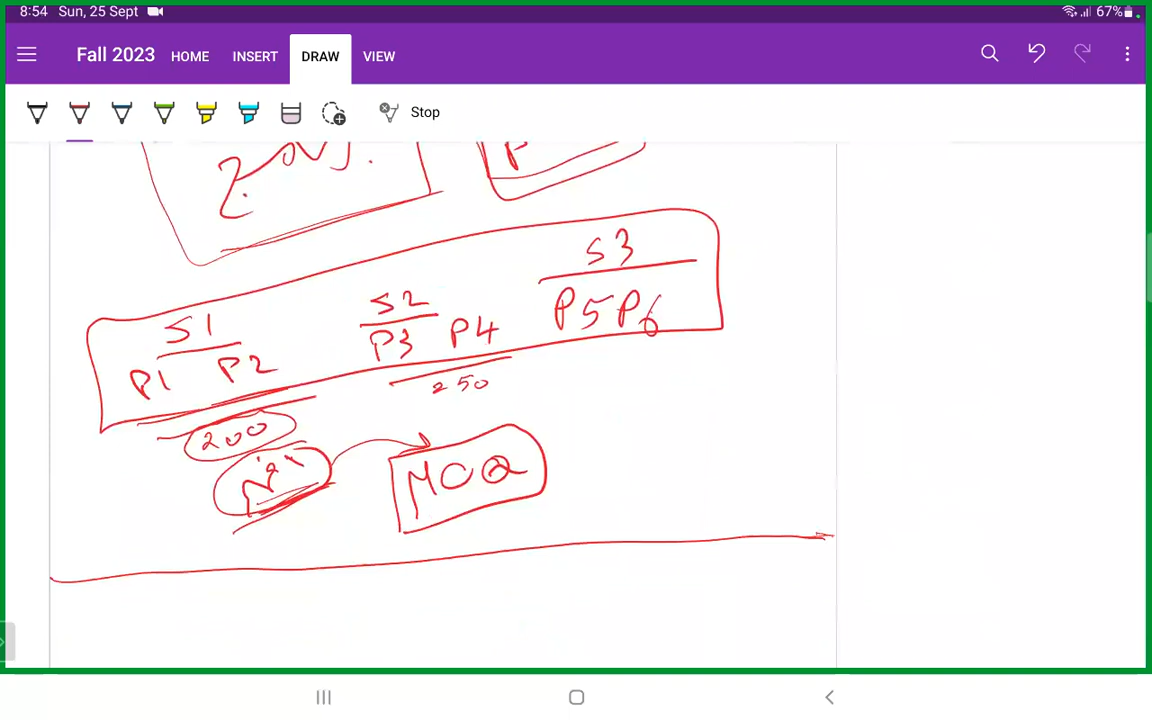 8:54 Sun, 25 Sept 67%
Fall 2023 HOME INSERT DRAW VIEW
Stop
S3
P5 P6
S2
P3 P4
250
S1
P1 P2
200
MCQ